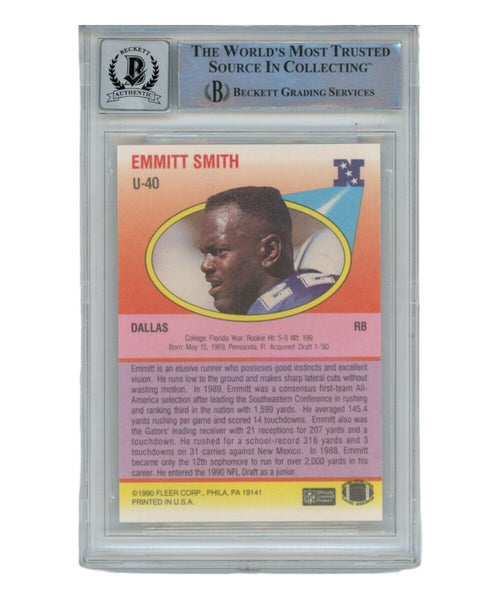 BECKETT
AUTHENTIC
THE WORLD'S MOST TRUSTED
SOURCE IN COLLECTING™
BECKETT GRADING SERVICES
EMMITT SMITH
U-40
N
DALLAS
RB
College: Florida Year: Rookie Ht: 5-9 Wt: 199
Born: May 15, 1969, Pensacola, Fl Acquired: Draft 1-'90
Emmitt is an elusive runner who posseses good instincts and excellent
vision. He runs low to the ground and makes sharp lateral cuts without
wasting motion. In 1989, Emmitt was a consensus first-team All-
America selection after leading the Southeastern Conference in rushing
and ranking third in the nation with 1,599 yards. He averaged 145.4
yards rushing per game and scored 14 touchdowns. Emmitt also was
the Gators' leading receiver with 21 receptions for 207 yards and a
touchdown. He rushed for a school-record 316 yards and 3
touchdowns on 31 carries against New Mexico. In 1988, Emmitt
became only the 12th sophomore to run for over 2,000 yards in his
career. He entered the 1990 NFL Draft as a junior.
©1990 FLEER CORP., PHILA, PA 19141
PRINTED IN U.S.A.
Officially
Licensed
Product